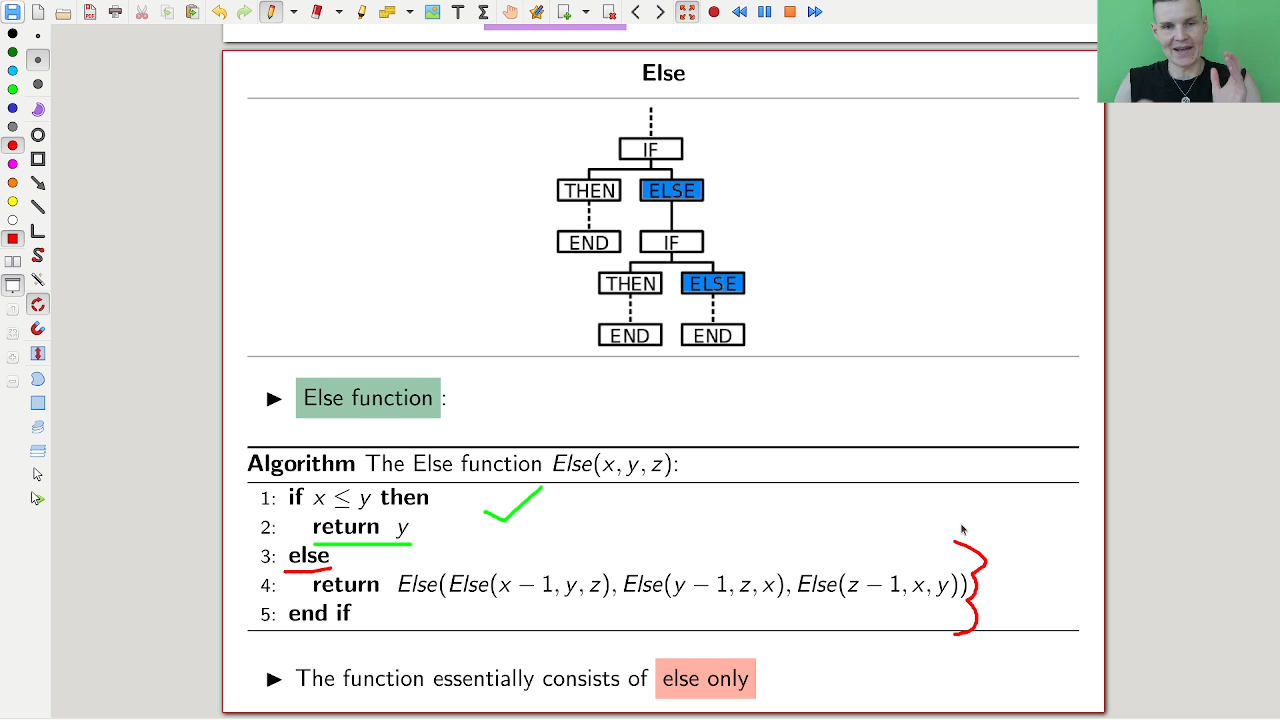 Else
IF
THEN ELSE
END IF
THEN ELSE
END END
▶ Else function :
Algorithm The Else function Else(x, y, z):
1: if x ≤ y then
2: return y
3: else
4: return Else(Else(x − 1, y, z), Else(y − 1, z, x), Else(z − 1, x, y))
5: end if
▶ The function essentially consists of else only